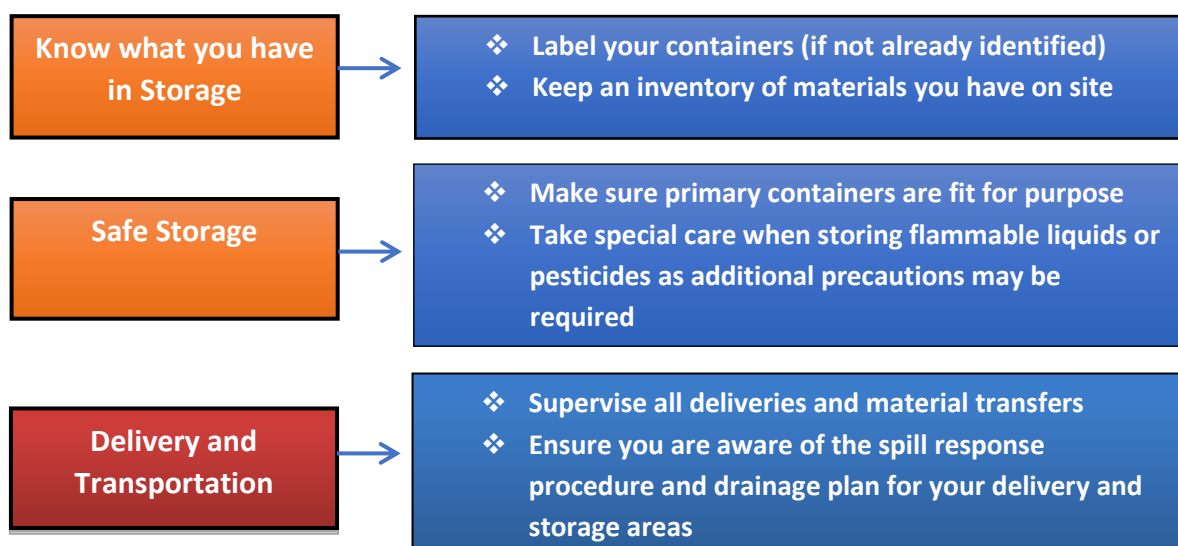 Know what you have
in Storage
❖ Label your containers (if not already identified)
❖ Keep an inventory of materials you have on site
Safe Storage
❖ Make sure primary containers are fit for purpose
❖ Take special care when storing flammable liquids or
pesticides as additional precautions may be
required
Delivery and
Transportation
❖ Supervise all deliveries and material transfers
❖ Ensure you are aware of the spill response
procedure and drainage plan for your delivery and
storage areas